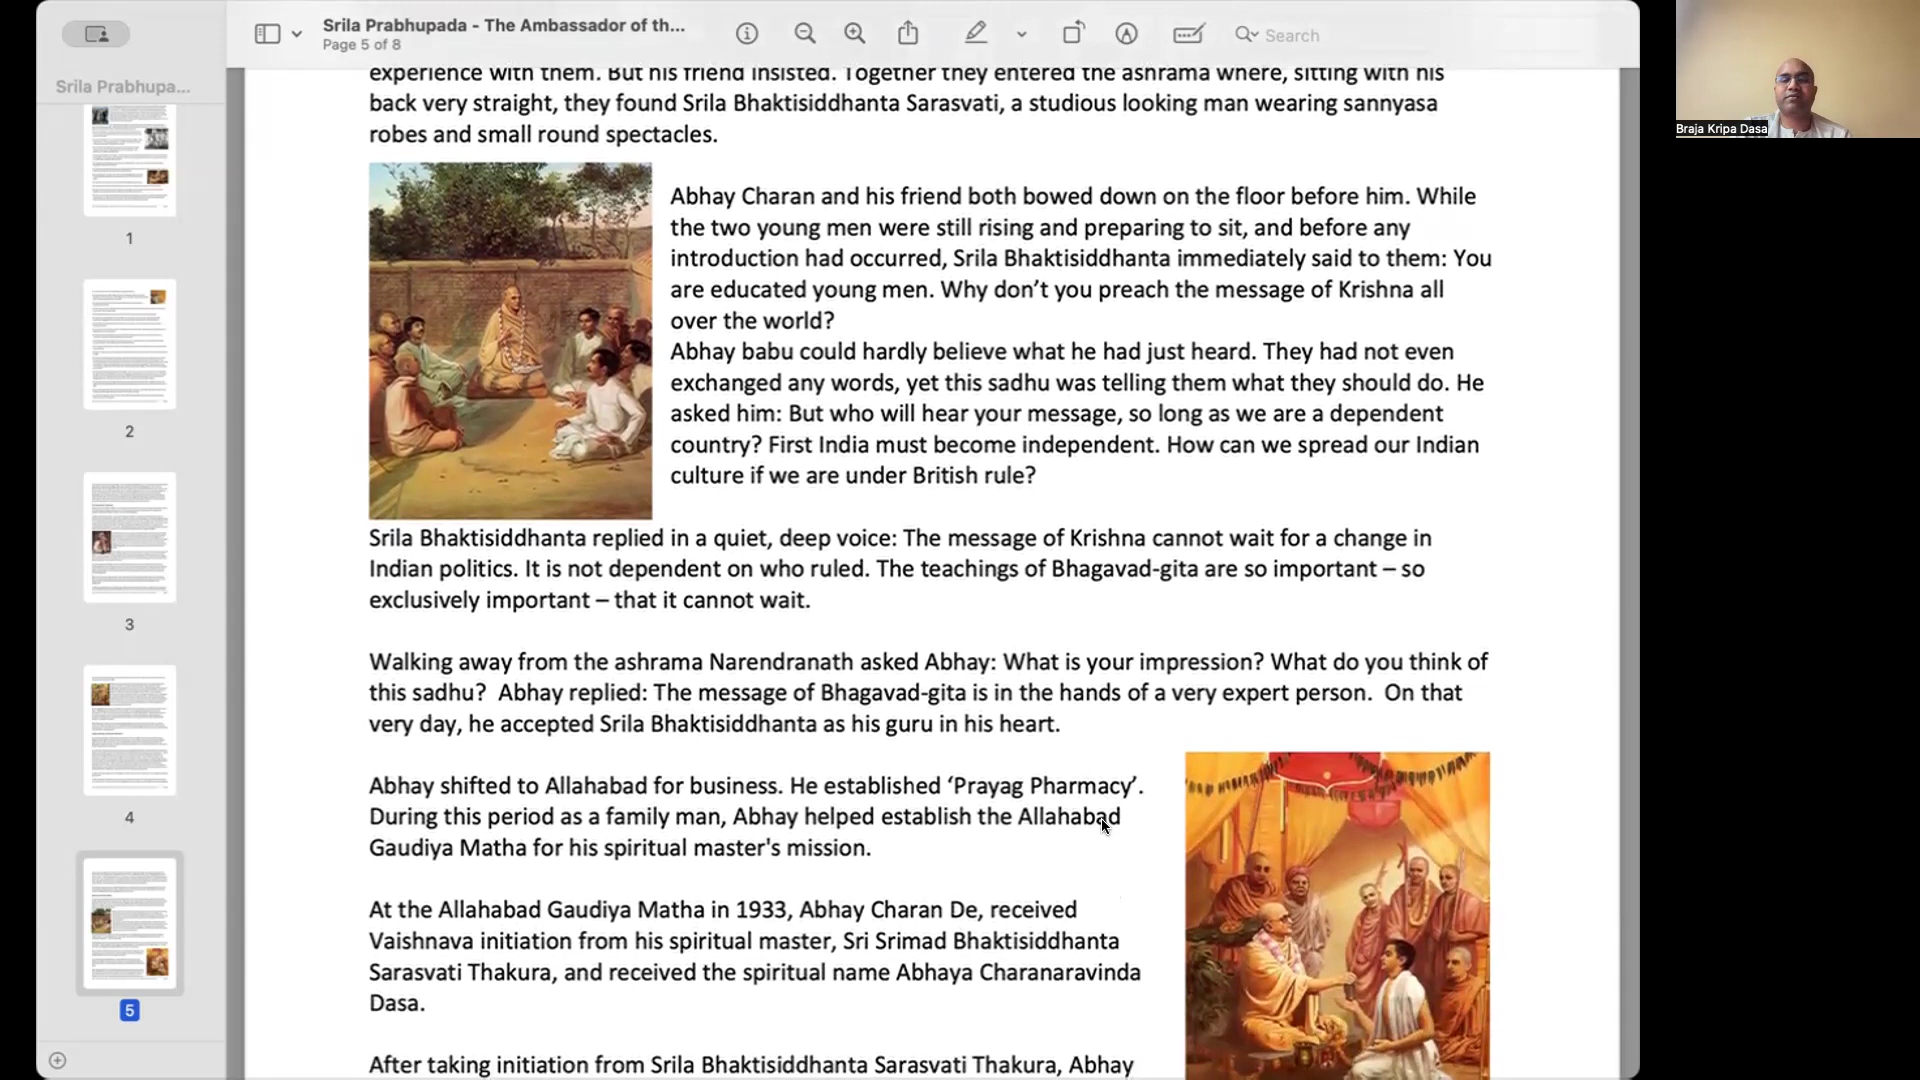 Srila Prabhupada - The Ambassador of th...
Page 5 of 8
Search
Srila Prabhupa...
1
2
3
4
5
experience with them. But his friend insisted. Together they entered the ashrama where, sitting with his
back very straight, they found Srila Bhaktisiddhanta Sarasvati, a studious looking man wearing sannyasa
robes and small round spectacles.
Abhay Charan and his friend both bowed down on the floor before him. While
the two young men were still rising and preparing to sit, and before any
introduction had occurred, Srila Bhaktisiddhanta immediately said to them: You
are educated young men. Why don’t you preach the message of Krishna all
over the world?
Abhay babu could hardly believe what he had just heard. They had not even
exchanged any words, yet this sadhu was telling them what they should do. He
asked him: But who will hear your message, so long as we are a dependent
country? First India must become independent. How can we spread our Indian
culture if we are under British rule?
Srila Bhaktisiddhanta replied in a quiet, deep voice: The message of Krishna cannot wait for a change in
Indian politics. It is not dependent on who ruled. The teachings of Bhagavad-gita are so important – so
exclusively important – that it cannot wait.
Walking away from the ashrama Narendranath asked Abhay: What is your impression? What do you think of
this sadhu?  Abhay replied: The message of Bhagavad-gita is in the hands of a very expert person.  On that
very day, he accepted Srila Bhaktisiddhanta as his guru in his heart.
Abhay shifted to Allahabad for business. He established ‘Prayag Pharmacy’.
During this period as a family man, Abhay helped establish the Allahabad
Gaudiya Matha for his spiritual master's mission.
At the Allahabad Gaudiya Matha in 1933, Abhay Charan De, received
Vaishnava initiation from his spiritual master, Sri Srimad Bhaktisiddhanta
Sarasvati Thakura, and received the spiritual name Abhaya Charanaravinda
Dasa.
After taking initiation from Srila Bhaktisiddhanta Sarasvati Thakura, Abhay
Braja Kripa Dasa